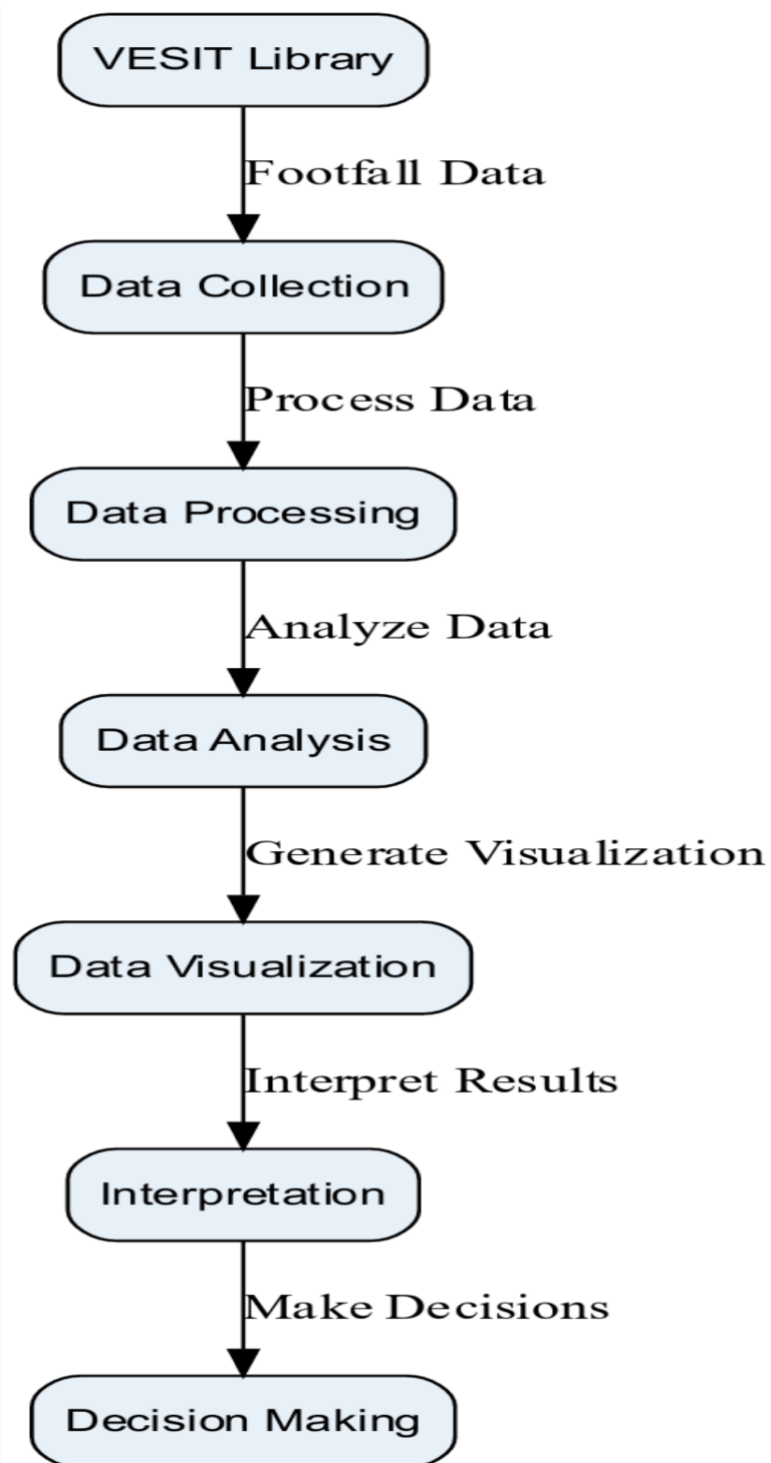 VESIT Library
Footfall Data
Data Collection
Process Data
Data Processing
Analyze Data
Data Analysis
Generate Visualization
Data Visualization
Interpret Results
Interpretation
Make Decisions
Decision Making